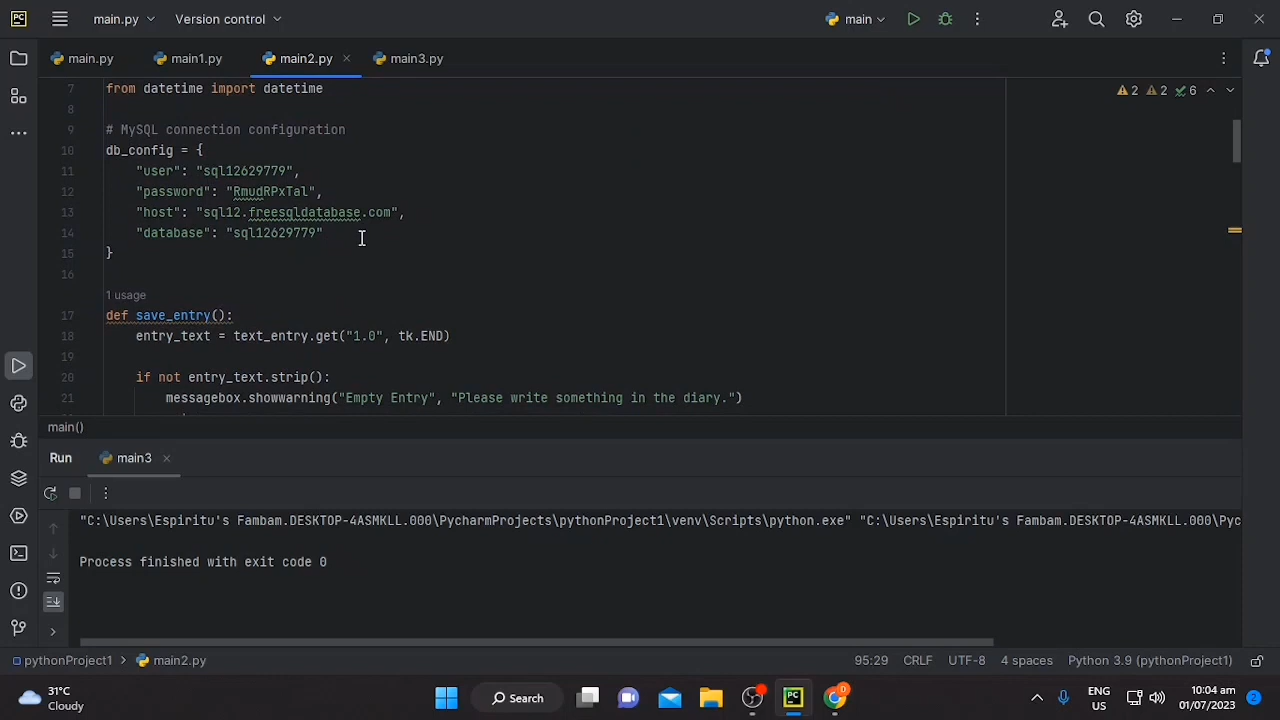 PC
main.py
Version control
main
main.py
main1.py
main2.py
main3.py
7 from datetime import datetime
8
9 # MySQL connection configuration
10 db_config = {
11 "user": "sql12629779",
12 "password": "RmudRPxTal",
13 "host": "sql12.freesqldatabase.com",
14 "database": "sql12629779"
15 }
16
1 usage
17 def save_entry():
18 entry_text = text_entry.get("1.0", tk.END)
19
20 if not entry_text.strip():
21 messagebox.showwarning("Empty Entry", "Please write something in the diary.")
2 2 6
main()
Run
main3
"C:\Users\Espiritu's Fambam.DESKTOP-4ASMKLL.000\PycharmProjects\pythonProject1\venv\Scripts\python.exe" "C:\Users\Espiritu's Fambam.DESKTOP-4ASMKLL.000\Pyc
Process finished with exit code 0
pythonProject1
main2.py
95:29
CRLF
UTF-8
4 spaces
Python 3.9 (pythonProject1)
31°C
Cloudy
Search
PC
0
ENG
US
10:04 am
01/07/2023
2